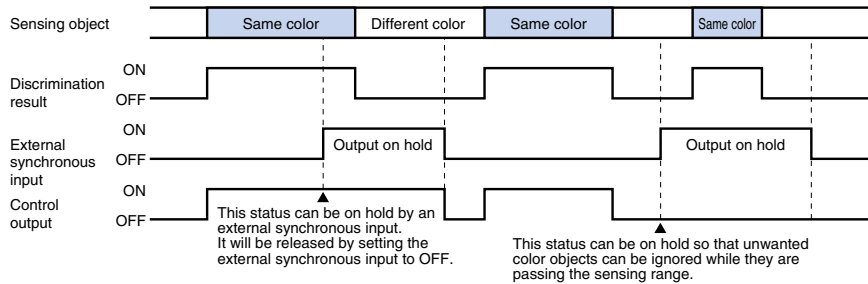 Sensing object
Same color
Different color
Same color
Same color
Discrimination
result
ON
OFF
External
synchronous
input
ON
OFF
Output on hold
Output on hold
Control
output
ON
OFF
This status can be on hold by an
external synchronous input.
It will be released by setting the
external synchronous input to OFF.
This status can be on hold so that unwanted
color objects can be ignored while they are
passing the sensing range.